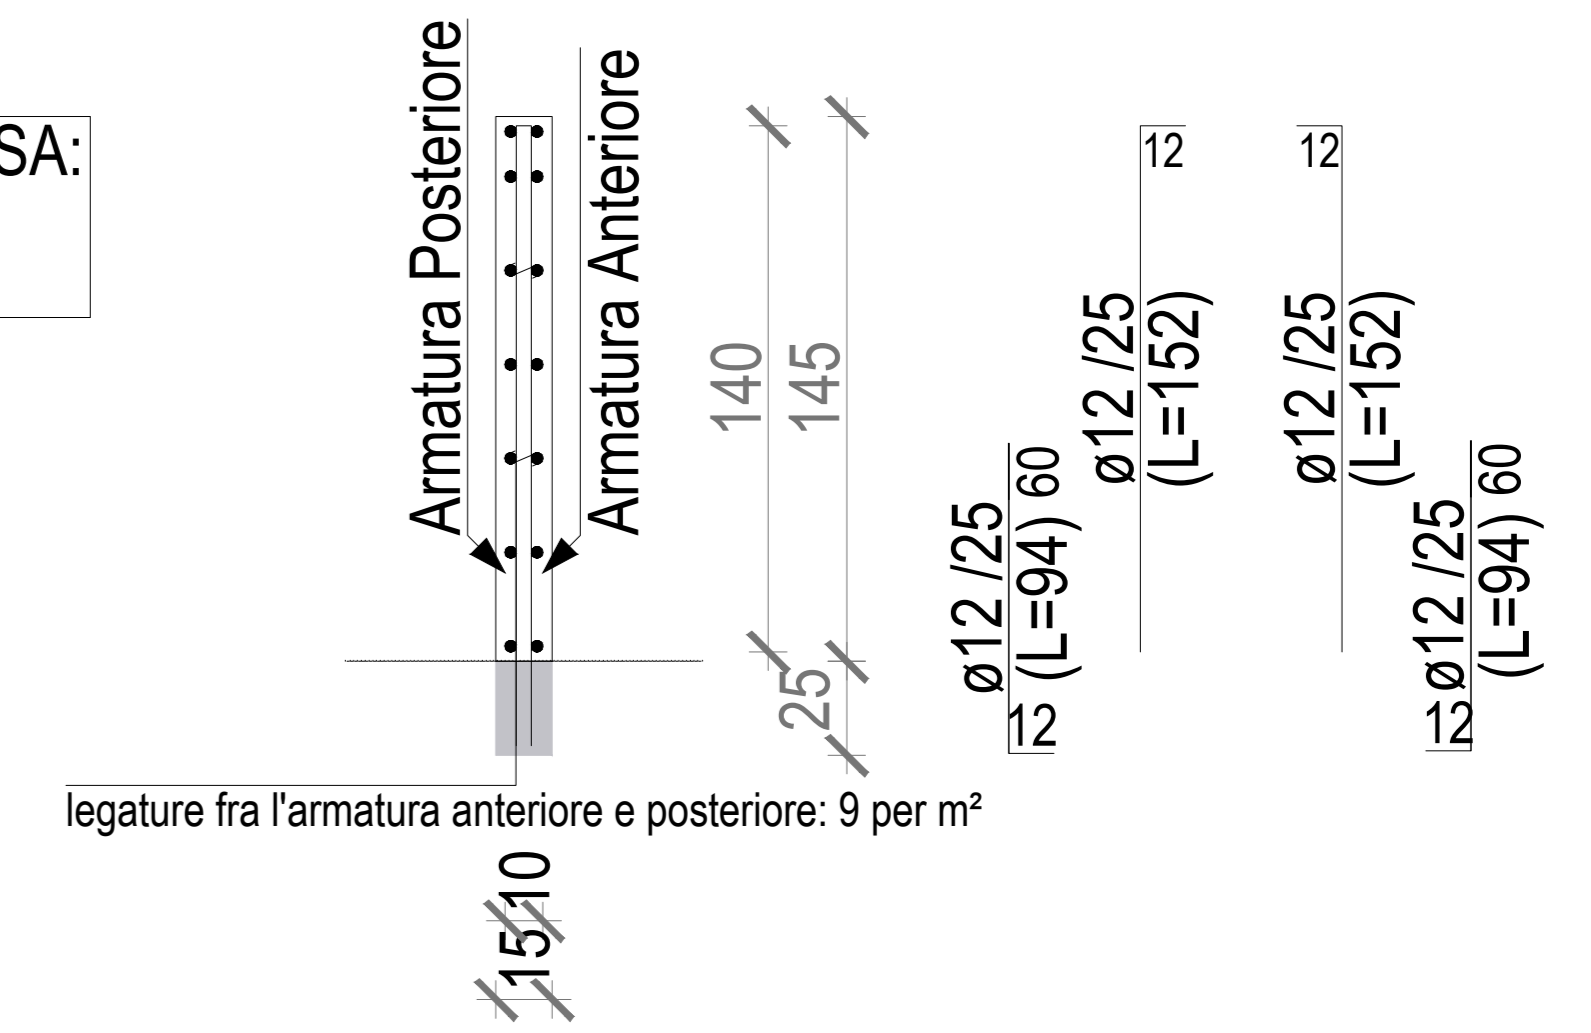 SA:
Armatura Posteriore
Armatura Anteriore
140
145
25
12
12
ø12 /25
(L=152)
ø12 /25
(L=152)
ø12 /25
(L=94)
60
12
ø12 /25
(L=94)
60
12
legature fra l'armatura anteriore e posteriore: 9 per m²
10
15